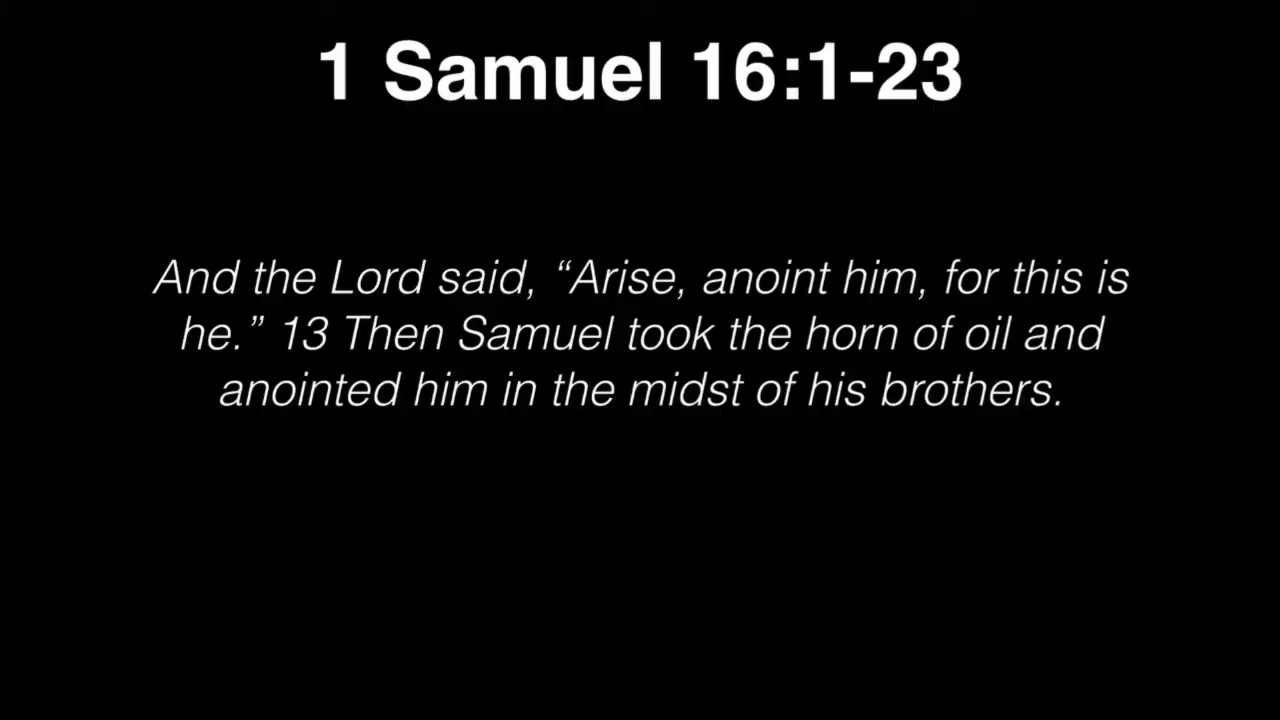 1 Samuel 16:1-23
And the Lord said, “Arise, anoint him, for this is
he.” 13 Then Samuel took the horn of oil and
anointed him in the midst of his brothers.